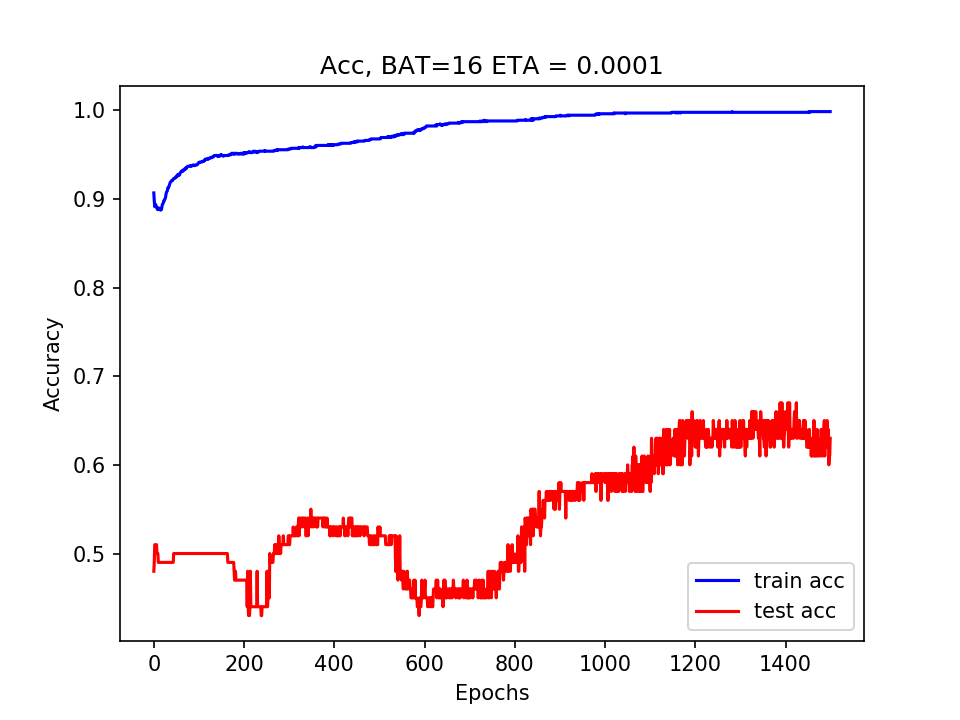 Acc, BAT=16 ETA = 0.0001
1.0
0.9
0.8
0.7
0.6
0.5
Accuracy
train acc
test acc
0 200 400 600 800 1000 1200 1400
Epochs